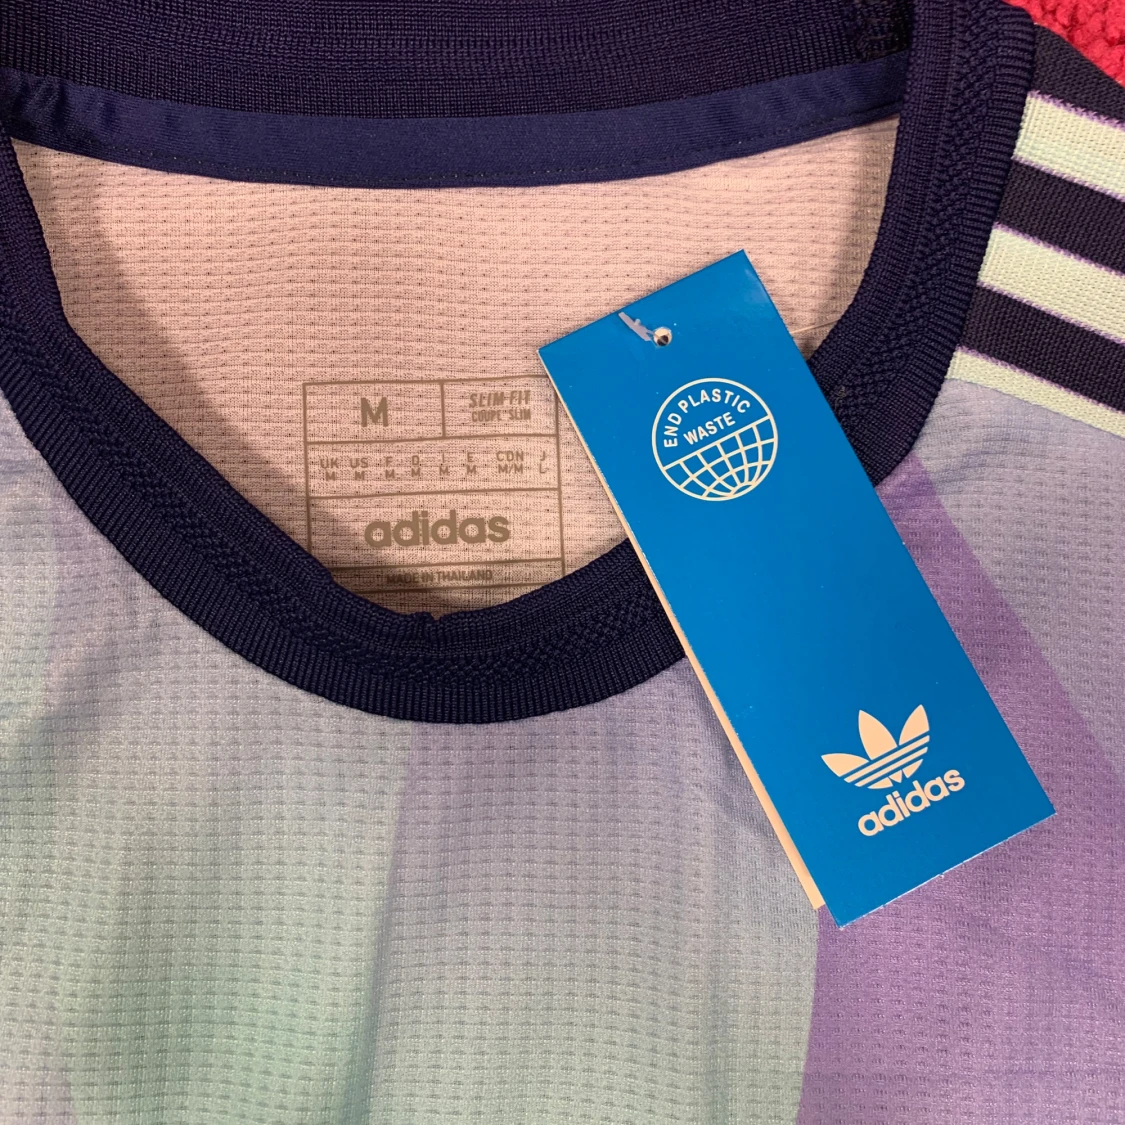 M
SLIM FIT
COUPE SLIM
UK US F D I E CDN J
M M M M M M M/M L
adidas
MADE IN THAILAND
END PLASTIC
WASTE
adidas